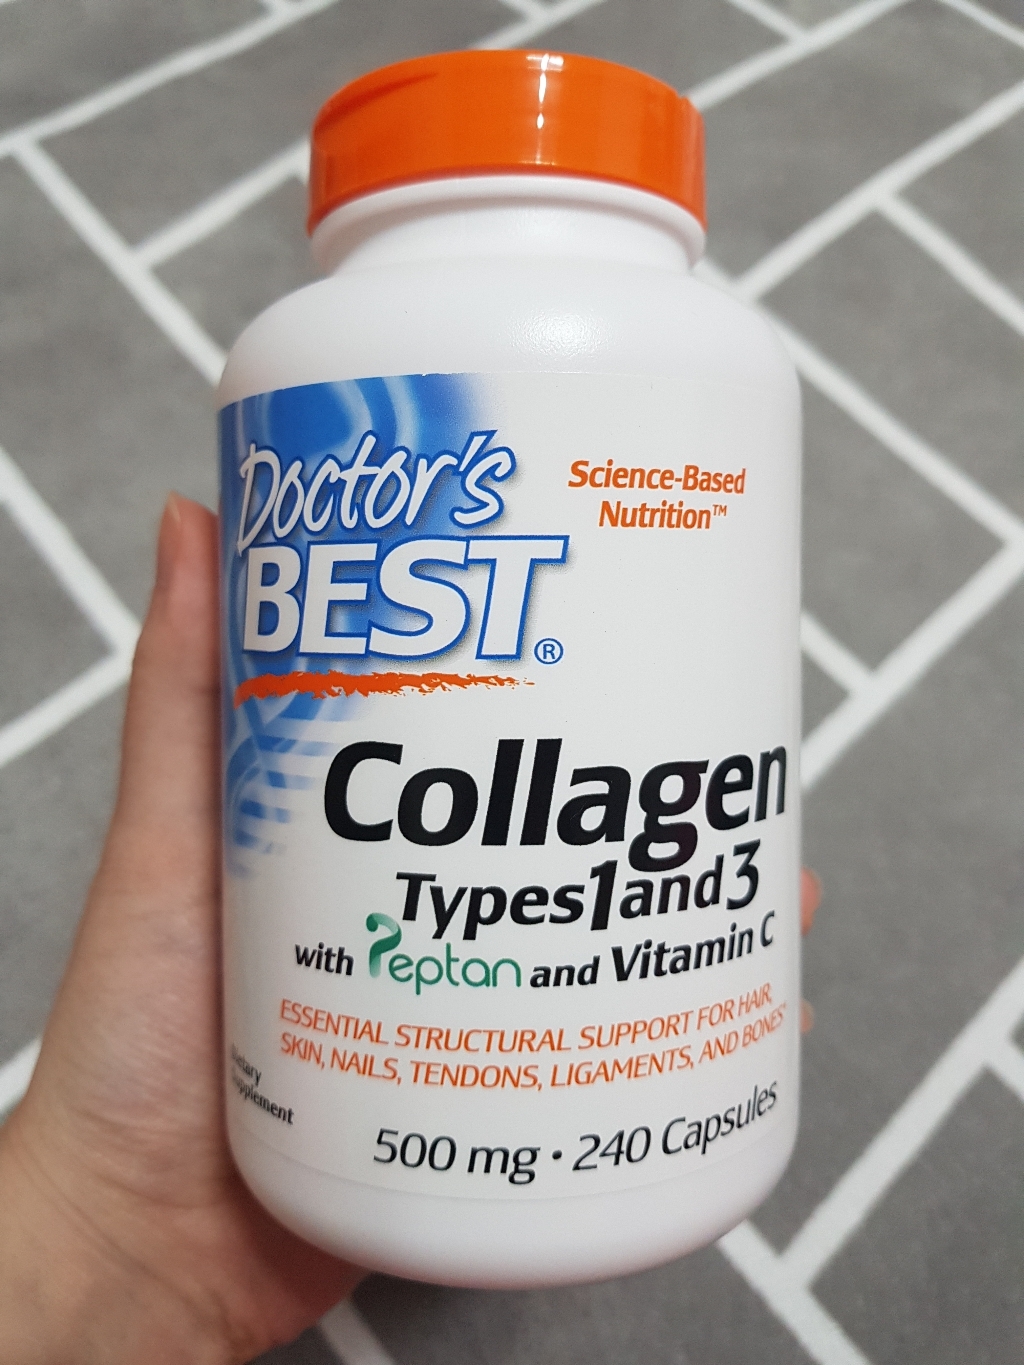 Doctor's
BEST®
Science-Based
Nutrition™
Collagen
Types 1 and 3
with Peptan and Vitamin C
ESSENTIAL STRUCTURAL SUPPORT FOR HAIR,
SKIN, NAILS, TENDONS, LIGAMENTS, AND BONES*
Dietary
Supplement
500 mg • 240 Capsules